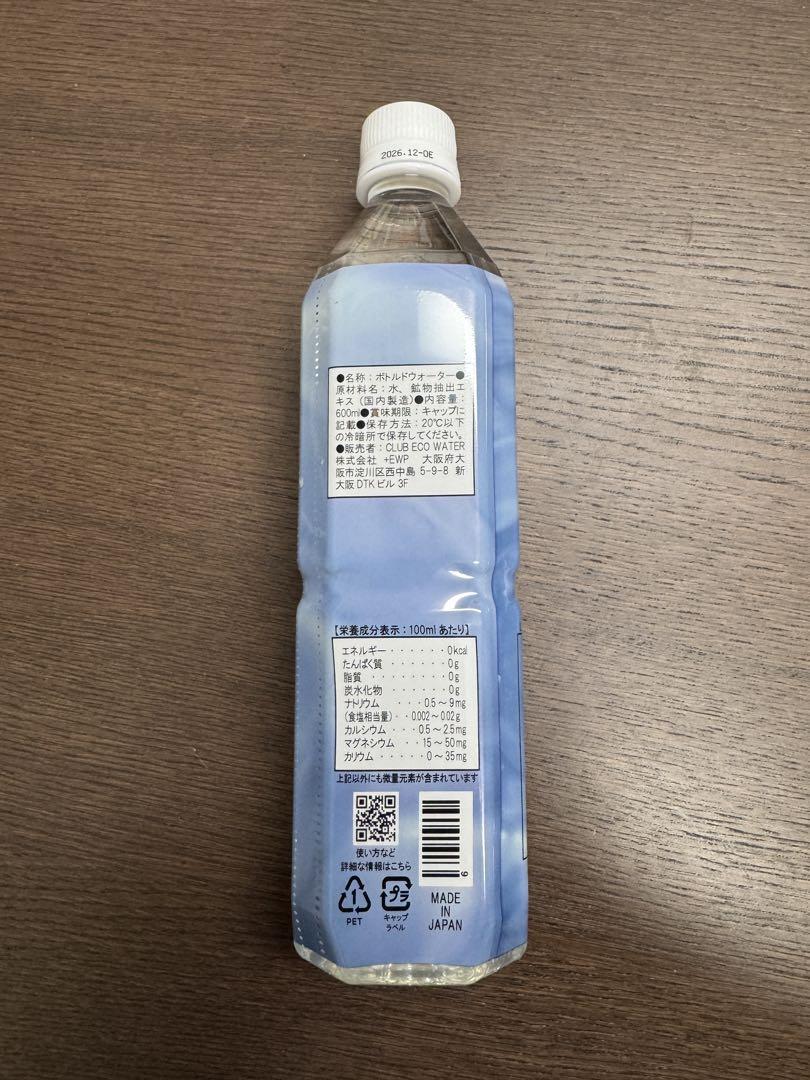 2026.12-OE
●名称：ボトルドウォーター●
原材料名：水、鉱物抽出エ
キス（国内製造）●内容量：
600ml●賞味期限：キャップに
記載●保存方法：20℃以下
の冷暗所で保存してください。
●販売者：CLUB ECO WATER
株式会社 +EWP 大阪府大
阪市淀川区西中島 5-9-8 新
大阪DTKビル 3F
【栄養成分表示：100ml あたり】
エネルギー・・・・・・0kcal
たんぱく質・・・・・・0g
脂質・・・・・・・・・0g
炭水化物・・・・・・0g
ナトリウム・・・0.5～9mg
（食塩相当量）・・0.002～0.02g
カルシウム・・・0.5～2.5mg
マグネシウム・・15～50mg
カリウム・・・・・0～35mg
上記以外にも微量元素が含まれています
使い方など
詳細な情報はこちら
9
1
PET
プラ
キャップ
ラベル
MADE
IN
JAPAN